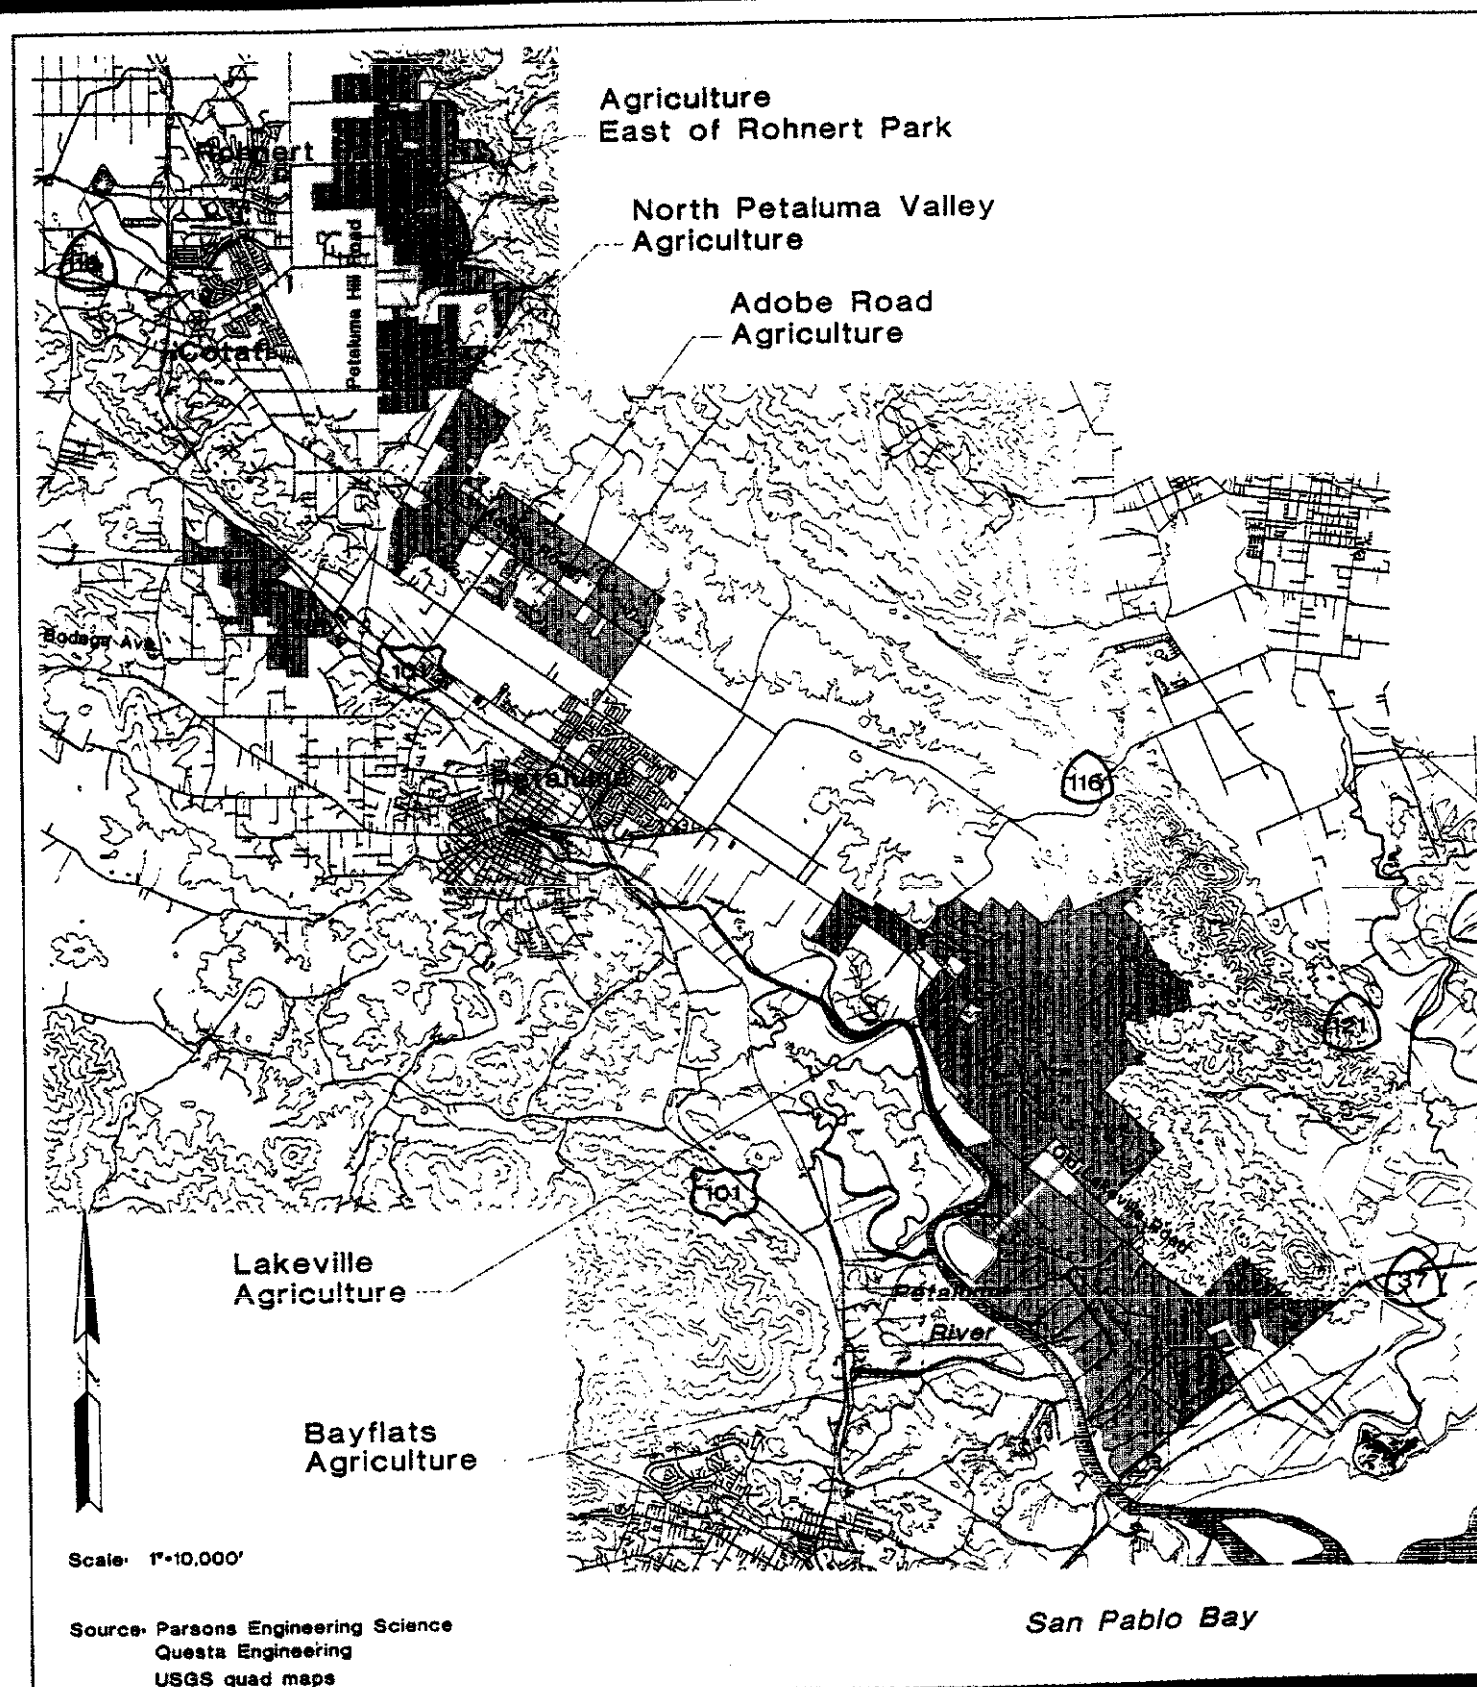 Agriculture
East of Rohnert Park
Rohnert
North Petaluma Valley
Agriculture
116
Petaluma Hill Road
Adobe Road
Agriculture
Cotati
Bodega Ave
101
Petaluma
116
121
101
Old
Lakeville
Agriculture
37
Petaluma
River
Bayflats
Agriculture
Scale: 1"=10,000'
San Pablo Bay
Source: Parsons Engineering Science
Questa Engineering
USGS quad maps